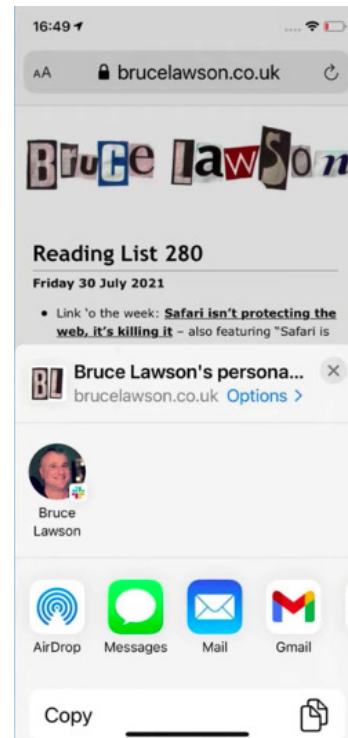 16:49
AA brucelawson.co.uk
Bruce Lawson
Reading List 280
Friday 30 July 2021
• Link 'o the week: Safari isn't protecting the
web, it's killing it – also featuring "Safari is
BL Bruce Lawson's persona...
brucelawson.co.uk Options >
Bruce
Lawson
AirDrop Messages Mail Gmail
Copy